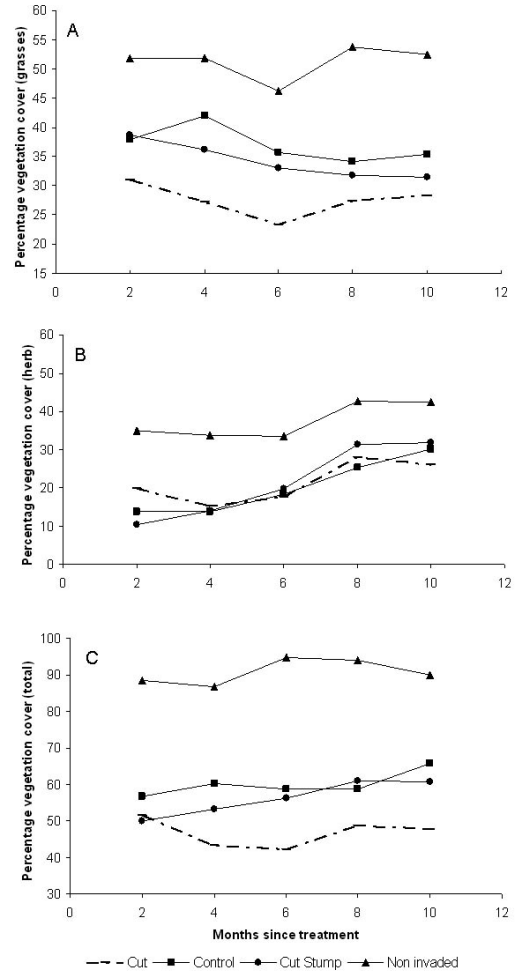 A
Percentage vegetation cover (grasses)
60
55
50
45
40
35
30
25
20
15
0 2 4 6 8 10 12
B
Percentage vegetation cover (herb)
60
50
40
30
20
10
0
0 2 4 6 8 10 12
C
Percentage vegetation cover (total)
100
90
80
70
60
50
40
30
0 2 4 6 8 10 12
Months since treatment
Cut Control Cut Stump Non invaded